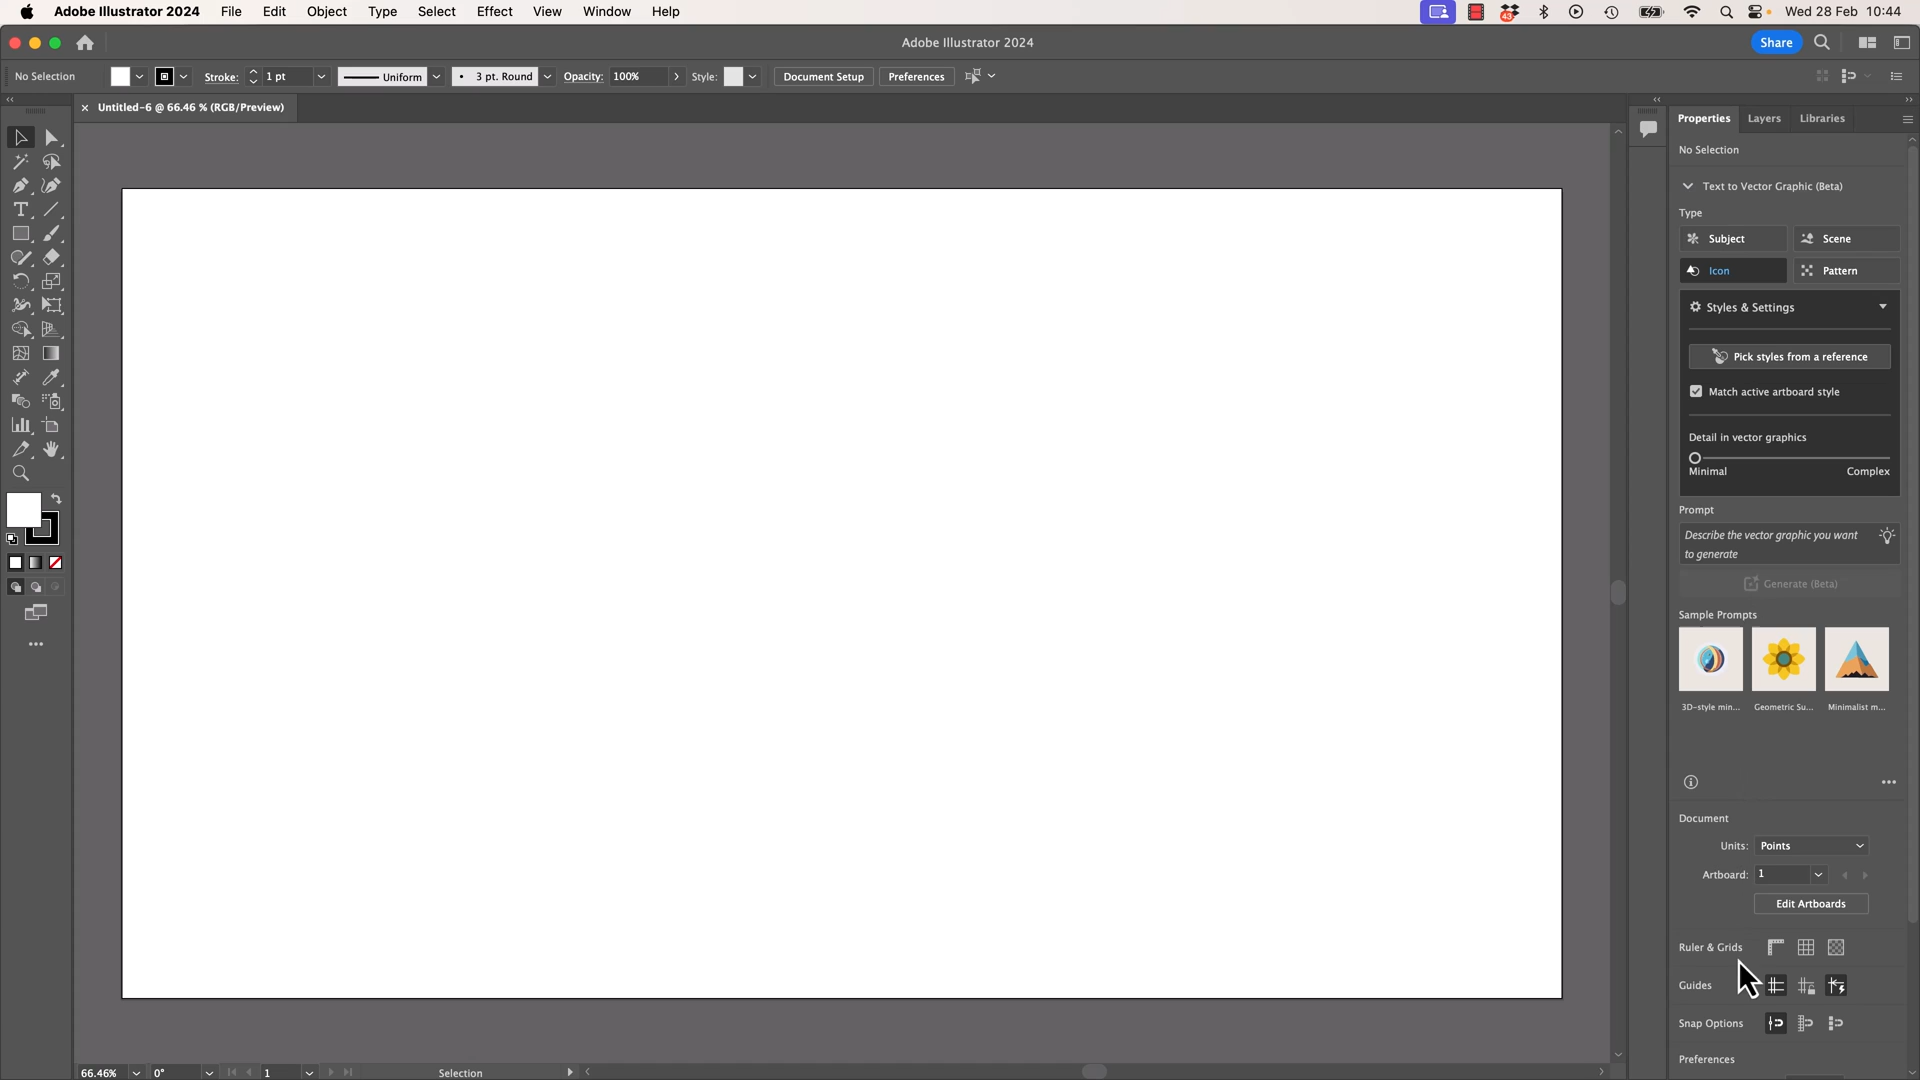 Adobe Illustrator 2024 File Edit Object Type Select Effect View Window Help 43 Wed 28 Feb 10:44
Adobe Illustrator 2024 Share
No Selection Stroke: 1 pt Uniform 3 pt. Round Opacity: 100% Style: Document Setup Preferences
× Untitled-6 @ 66.46 % (RGB/Preview)
Properties Layers Libraries
No Selection
Text to Vector Graphic (Beta)
Type
Subject Scene
Icon Pattern
Styles & Settings
Pick styles from a reference
Match active artboard style
Detail in vector graphics
Minimal Complex
Prompt
Describe the vector graphic you want
to generate
Generate (Beta)
Sample Prompts
3D-style min... Geometric Su... Minimalist m...
Document
Units: Points
Artboard: 1
Edit Artboards
Ruler & Grids
Guides
Snap Options
Preferences
66.46% 0° 1 Selection